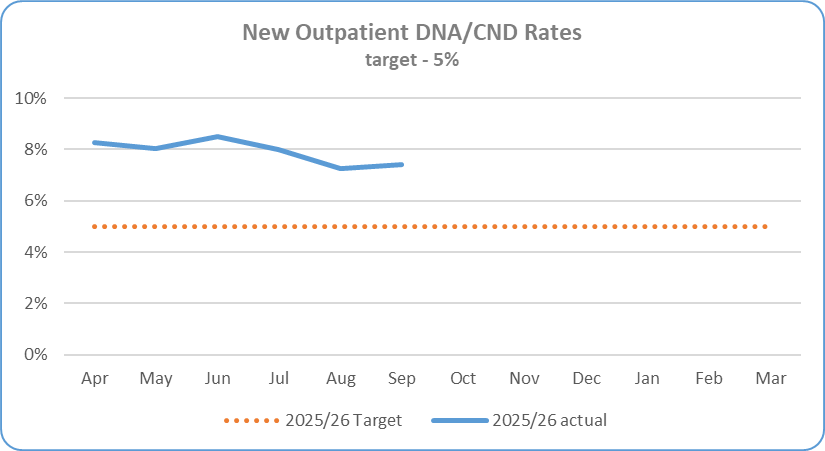 New Outpatient DNA/CND Rates
target - 5%
10%
8%
6%
4%
2%
0%
Apr May Jun Jul Aug Sep Oct Nov Dec Jan Feb Mar
2025/26 Target 2025/26 actual